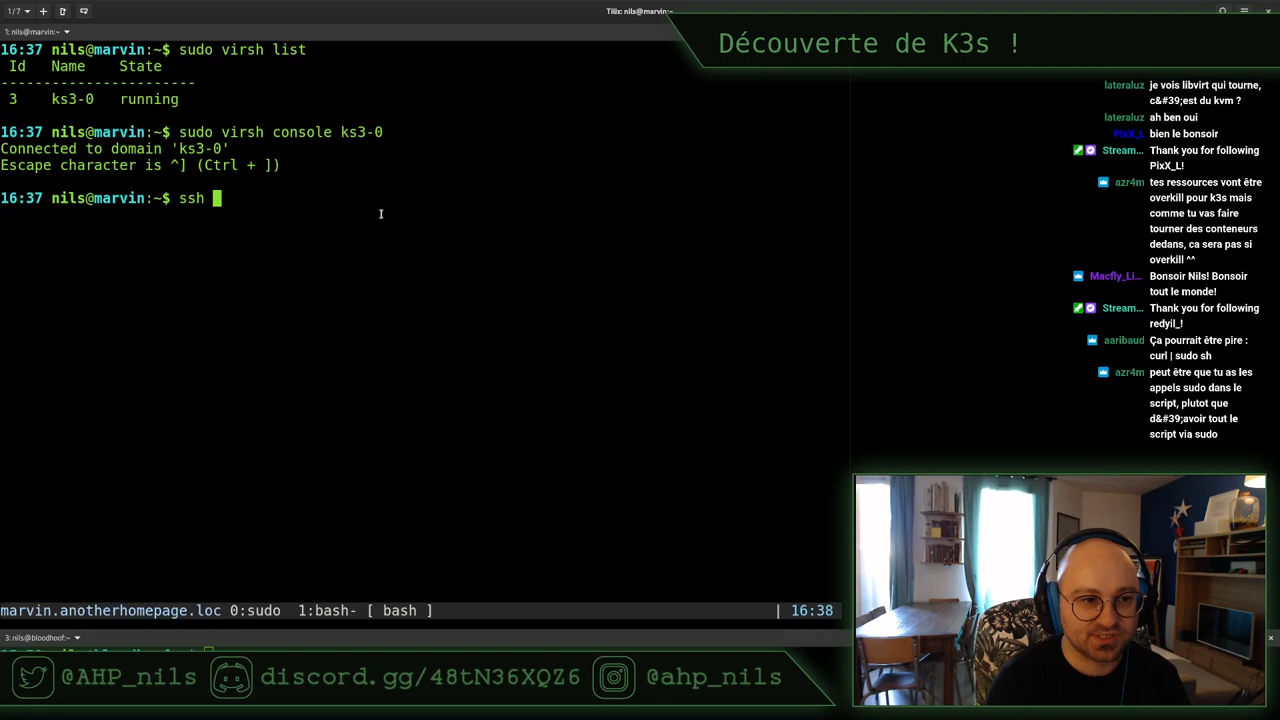 1/7
Tilix: nils@marvin:~
1: nils@marvin:~
16:37 nils@marvin:~$ sudo virsh list
Id Name State
------------------------
3 ks3-0 running
16:37 nils@marvin:~$ sudo virsh console ks3-0
Connected to domain 'ks3-0'
Escape character is ^] (Ctrl + ])
16:37 nils@marvin:~$ ssh
marvin.anotherhomepage.loc 0:sudo 1:bash- [ bash ] | 16:38
3: nils@bloodhoof:~
Découverte de K3s !
lateraluz je vois libvirt qui tourne,
c&#39;est du kvm ?
lateraluz ah ben oui
PixX_L bien le bonsoir
Stream... Thank you for following
PixX_L!
azr4m tes ressources vont être
overkill pour k3s mais
comme tu vas faire
tourner des conteneurs
dedans, ca sera pas si
overkill ^^
Macfly_Li... Bonsoir Nils! Bonsoir
tout le monde!
Stream... Thank you for following
redyil_!
aaribaud Ça pourrait être pire :
curl | sudo sh
azr4m peut être que tu as les
appels sudo dans le
script, plutot que
d&#39;avoir tout le
script via sudo
@AHP_nils discord.gg/48tN36XQZ6 @ahp_nils